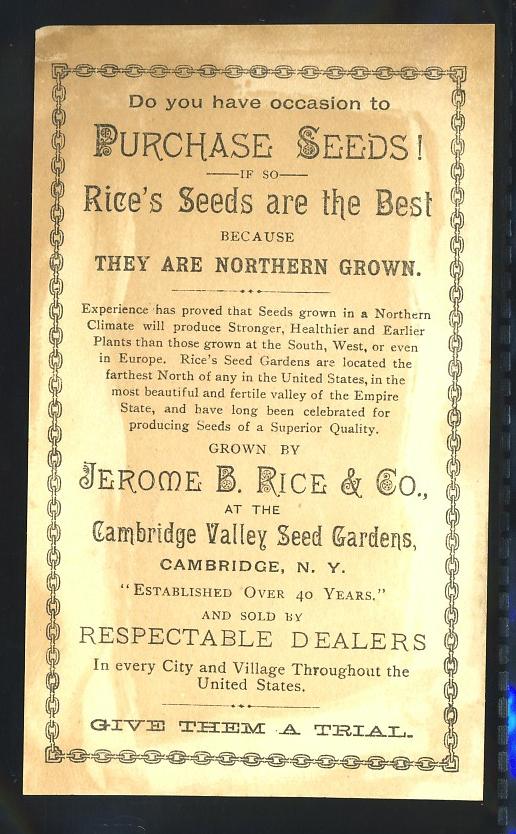 Do you have occasion to
PURCHASE SEEDS!
IF SO
Rice's Seeds are the Best
BECAUSE
THEY ARE NORTHERN GROWN.
Experience has proved that Seeds grown in a Northern
Climate will produce Stronger, Healthier and Earlier
Plants than those grown at the South, West, or even
in Europe. Rice's Seed Gardens are located the
farthest North of any in the United States, in the
most beautiful and fertile valley of the Empire
State, and have long been celebrated for
producing Seeds of a Superior Quality.
GROWN BY
JEROME B. RICE & CO.,
AT THE
Cambridge Valley Seed Gardens,
CAMBRIDGE, N. Y.
"ESTABLISHED OVER 40 YEARS."
AND SOLD BY
RESPECTABLE DEALERS
In every City and Village Throughout the
United States.
GIVE THEM A TRIAL.